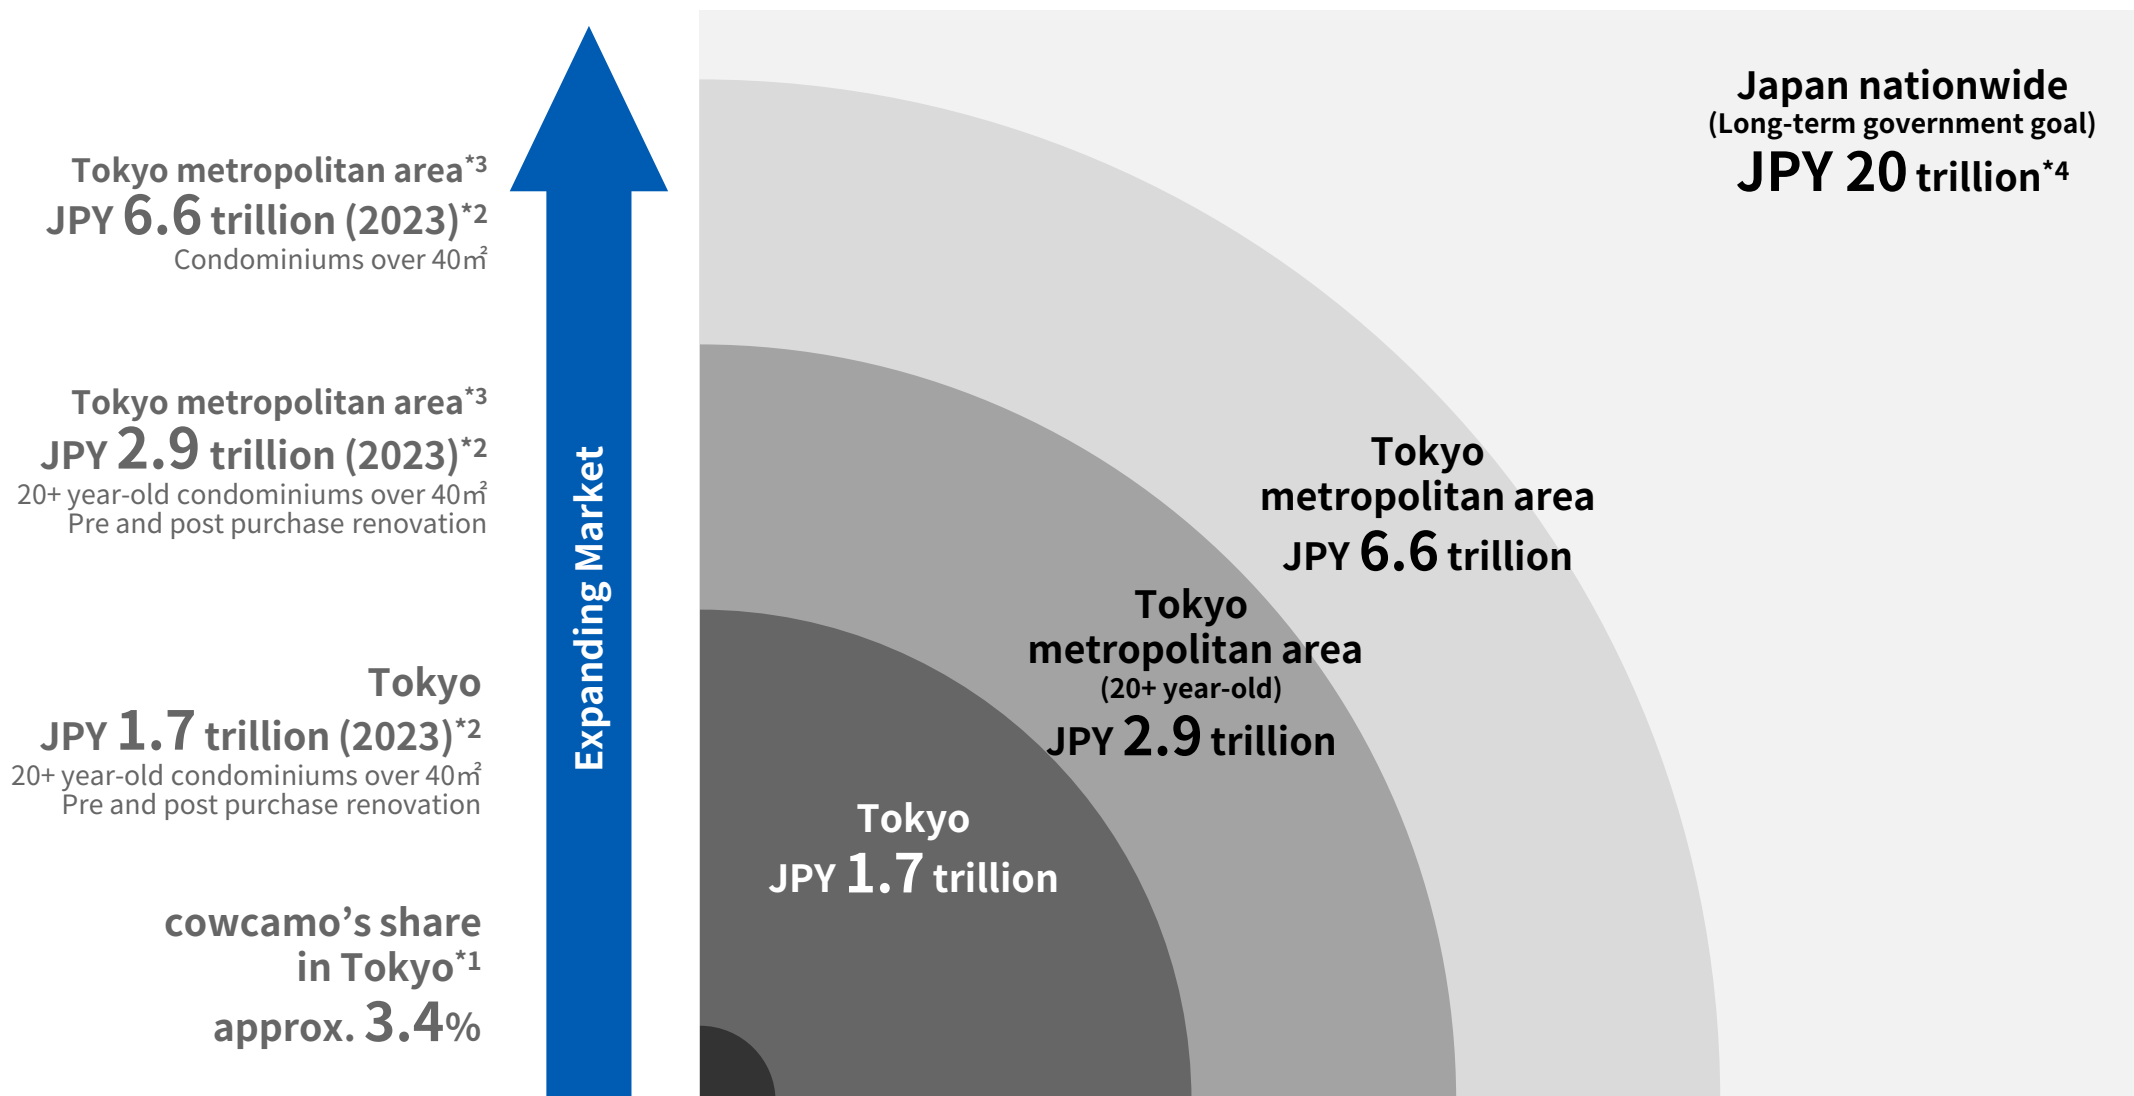 Tokyo metropolitan area*3
JPY 6.6 trillion (2023)*2
Condominiums over 40㎡
Tokyo metropolitan area*3
JPY 2.9 trillion (2023)*2
20+ year-old condominiums over 40㎡
Pre and post purchase renovation
Tokyo
JPY 1.7 trillion (2023)*2
20+ year-old condominiums over 40㎡
Pre and post purchase renovation
cowcamo’s share
in Tokyo*1
approx. 3.4%
Expanding Market
Japan nationwide
(Long-term government goal)
JPY 20 trillion*4
Tokyo
metropolitan area
JPY 6.6 trillion
Tokyo
metropolitan area
(20+ year-old)
JPY 2.9 trillion
Tokyo
JPY 1.7 trillion